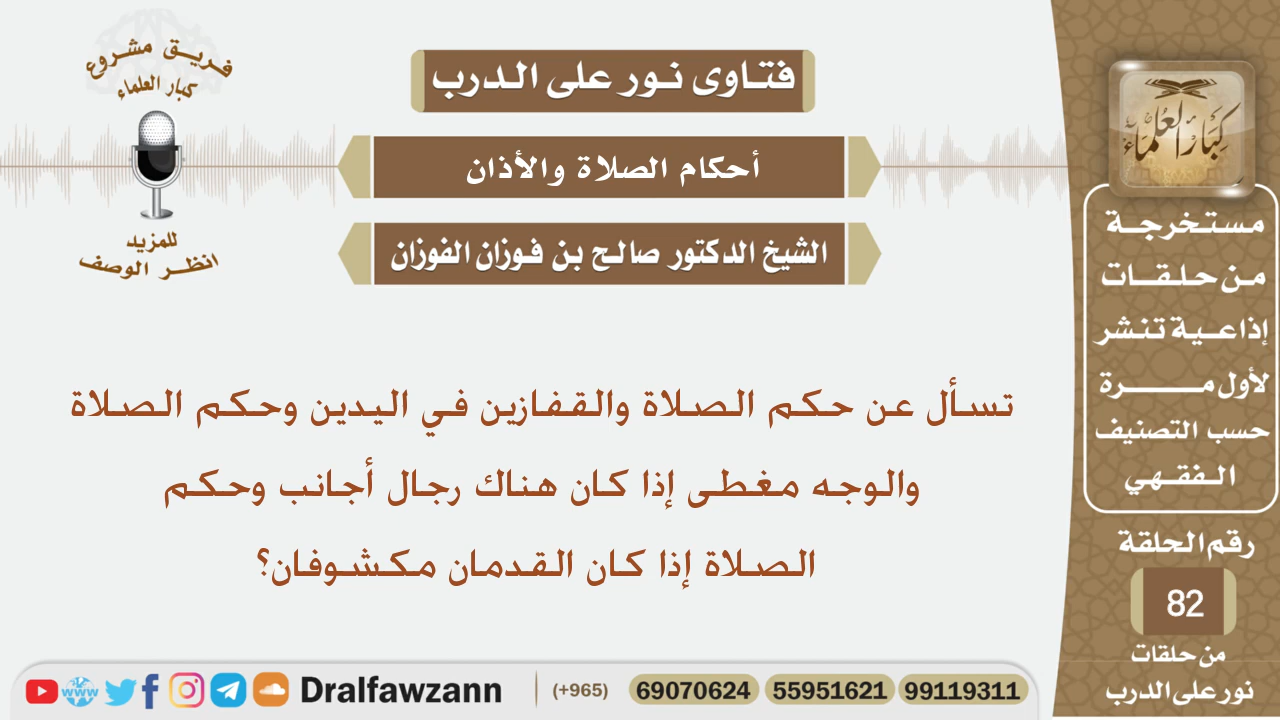 فريق مشروع
كبار العلماء
للمزيد
انظر الوصف
فتاوى نور على الدرب
أحكام الصلاة والأذان
الشيخ الدكتور صالح بن فوزان الفوزان
تسأل عن حكم الصلاة والقفازين في اليدين وحكم الصلاة
والوجه مغطى إذا كان هناك رجال أجانب وحكم
الصلاة إذا كان القدمان مكشوفان؟
كبار العلماء
مستخرجة
من حلقات
إذاعية تنشر
لأول مرة
حسب التصنيف
الفقهي
رقم الحلقة
82
من حلقات
نور على الدرب
www
Dralfawzann
(+965)
69070624
55951621
99119311